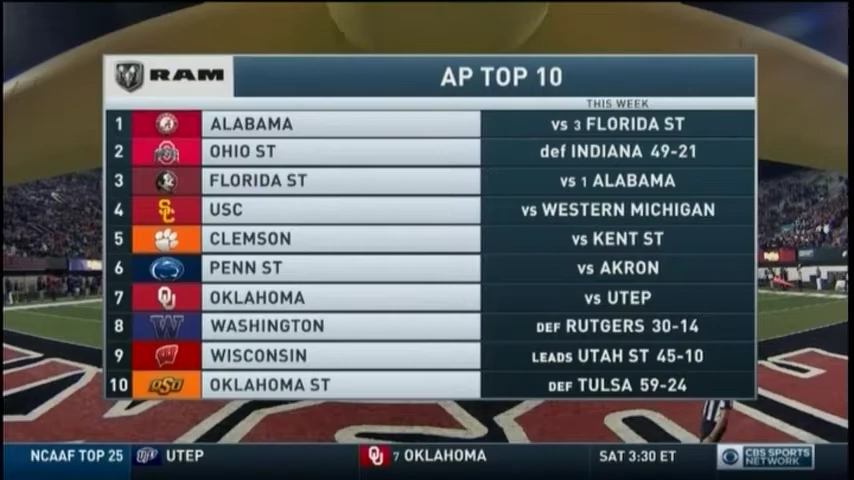 RAM AP TOP 10
THIS WEEK
1 ALABAMA vs 3 FLORIDA ST
2 OHIO ST def INDIANA 49-21
3 FLORIDA ST vs 1 ALABAMA
4 USC vs WESTERN MICHIGAN
5 CLEMSON vs KENT ST
6 PENN ST vs AKRON
7 OKLAHOMA vs UTEP
8 WASHINGTON DEF RUTGERS 30-14
9 WISCONSIN LEADS UTAH ST 45-10
10 OKLAHOMA ST DEF TULSA 59-24
NCAAF TOP 25 UTEP 7 OKLAHOMA SAT 3:30 ET CBS SPORTS NETWORK